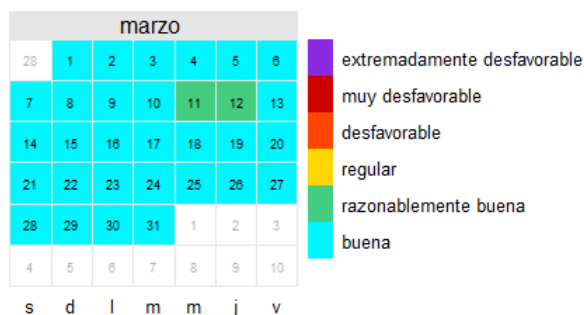 marzo
28 1 2 3 4 5 6
7 8 9 10 11 12 13
14 15 16 17 18 19 20
21 22 23 24 25 26 27
28 29 30 31 1 2 3
4 5 6 7 8 9 10
s d l m m j v
extremadamente desfavorable
muy desfavorable
desfavorable
regular
razonablemente buena
buena